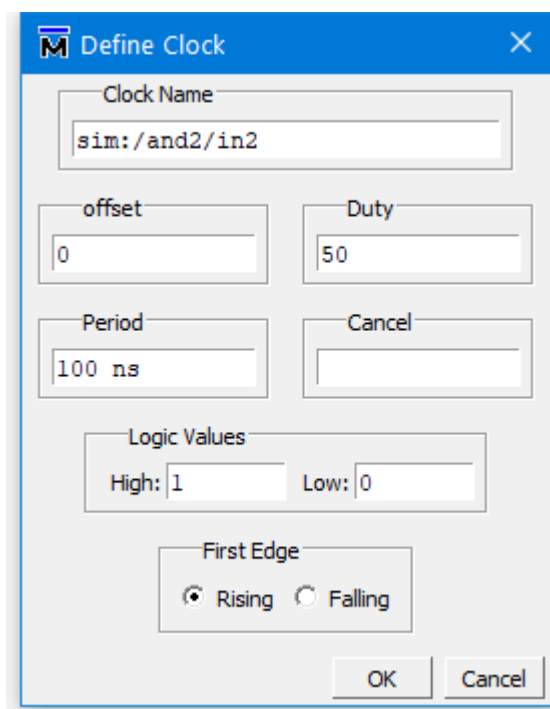 M Define Clock
Clock Name
sim:/and2/in2
offset
Duty
0
50
Period
Cancel
100 ns
Logic Values
High: 1 Low: 0
First Edge
Rising Falling
OK Cancel